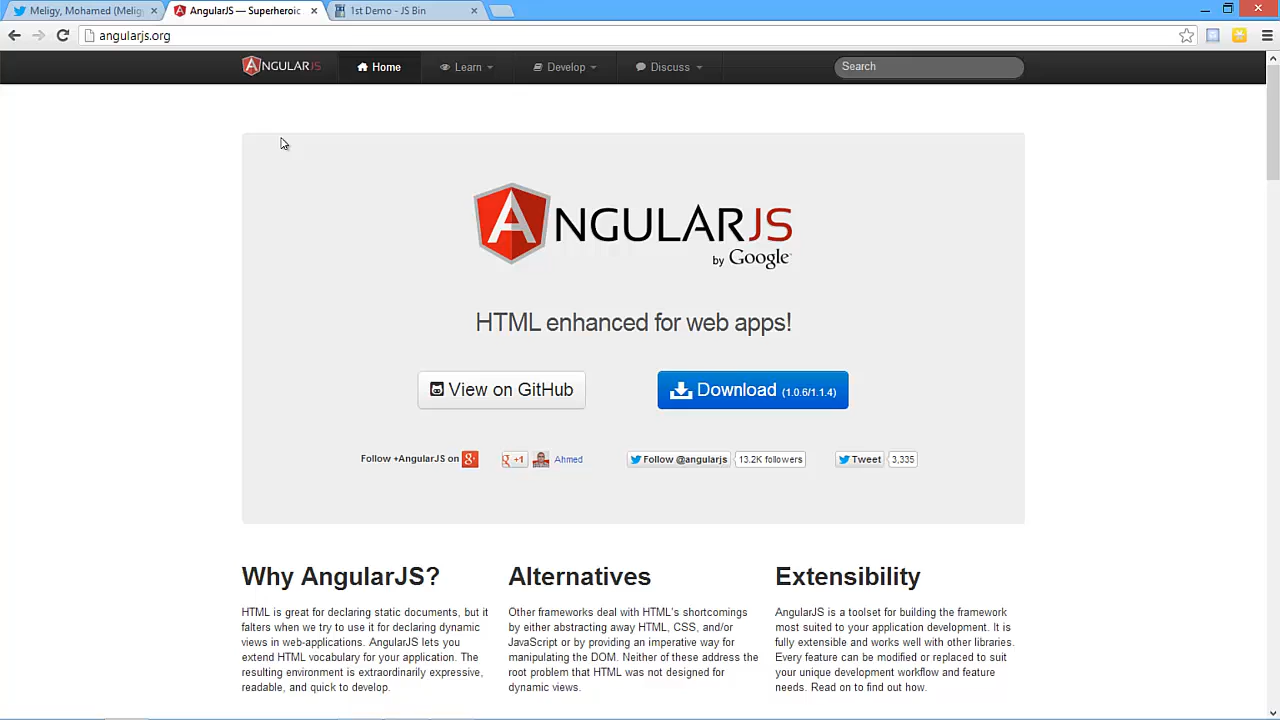 Meligy, Mohamed (Melig
AngularJS — Superheroic
1st Demo - JS Bin
angularjs.org
ANGULARJS
Home
Learn
Develop
Discuss
Search
ANGULARJS
by Google
HTML enhanced for web apps!
View on GitHub
Download (1.0.6/1.1.4)
Follow +AngularJS on g+
+1
Ahmed
Follow @angularjs
13.2K followers
Tweet
3,335
Why AngularJS?
HTML is great for declaring static documents, but it
falters when we try to use it for declaring dynamic
views in web-applications. AngularJS lets you
extend HTML vocabulary for your application. The
resulting environment is extraordinarily expressive,
readable, and quick to develop.
Alternatives
Other frameworks deal with HTML's shortcomings
by either abstracting away HTML, CSS, and/or
JavaScript or by providing an imperative way for
manipulating the DOM. Neither of these address the
root problem that HTML was not designed for
dynamic views.
Extensibility
AngularJS is a toolset for building the framework
most suited to your application development. It is
fully extensible and works well with other libraries.
Every feature can be modified or replaced to suit
your unique development workflow and feature
needs. Read on to find out how.